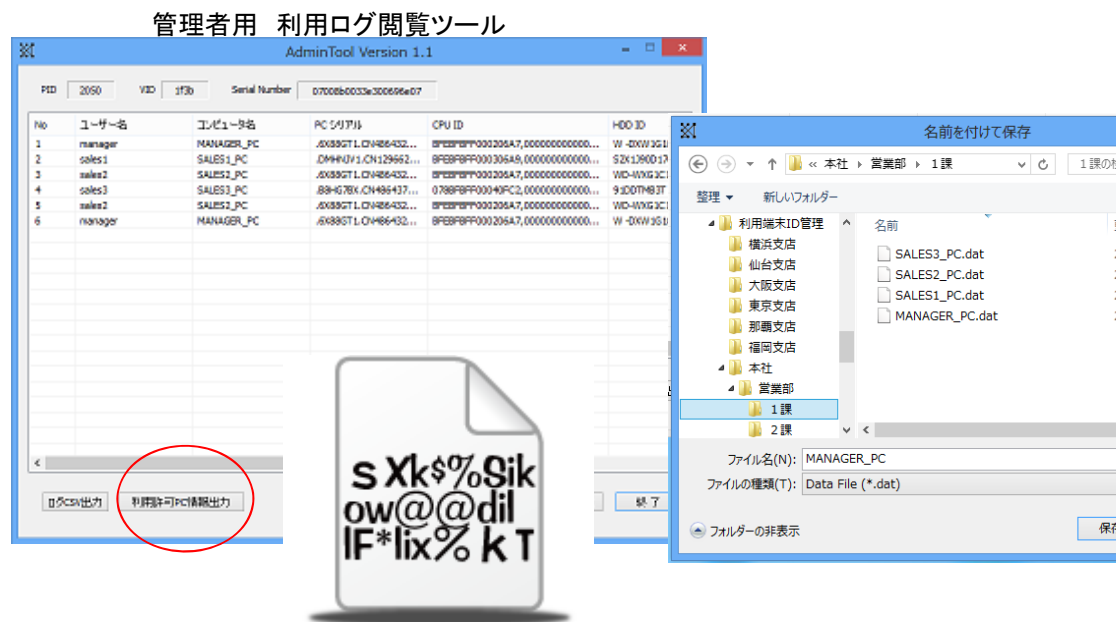 管理者用 利用ログ閲覧ツール
AdminTool Version 1.1
PID 2050 VID 1f3b Serial Number 07008b0033e300696e07
No ユーザー名 コンピュータ名 PCシリアル CPU ID HDD ID
1 manager MANAGER_PC
2 sales1 SALES1_PC
3 sales2 SALES2_PC
4 sales3 SALES3_PC
5 sales2 SALES2_PC
6 manager MANAGER_PC
ログCSV出力 利用許可PC情報出力 終了
s Xk$%Sik
ow@@dil
lF*lix% k T
名前を付けて保存
« 本社 営業部 1課
整理 新しいフォルダー
利用端末ID管理
横浜支店
仙台支店
大阪支店
東京支店
那覇支店
福岡支店
本社
営業部
1課
2課
名前
SALES3_PC.dat
SALES2_PC.dat
SALES1_PC.dat
MANAGER_PC.dat
ファイル名(N): MANAGER_PC
ファイルの種類(T): Data File (*.dat)
フォルダーの非表示